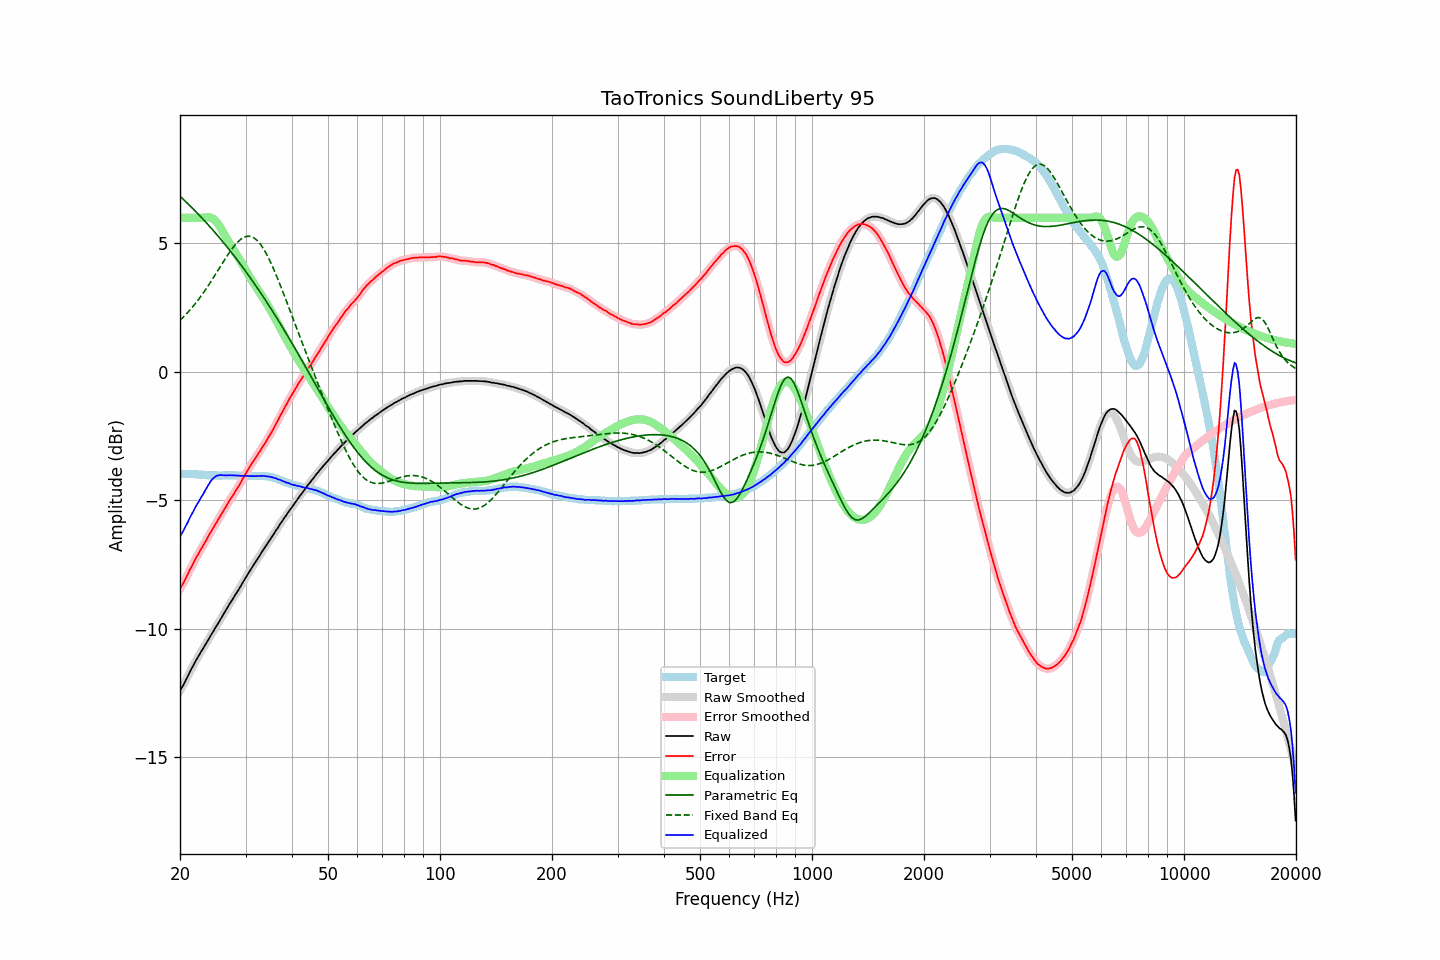 TaoTronics SoundLiberty 95
Amplitude (dBr)
5
0
−5
−10
−15
Target
Raw Smoothed
Error Smoothed
Raw
Error
Equalization
Parametric Eq
Fixed Band Eq
Equalized
20 50 100 200 500 1000 2000 5000 10000 20000
Frequency (Hz)